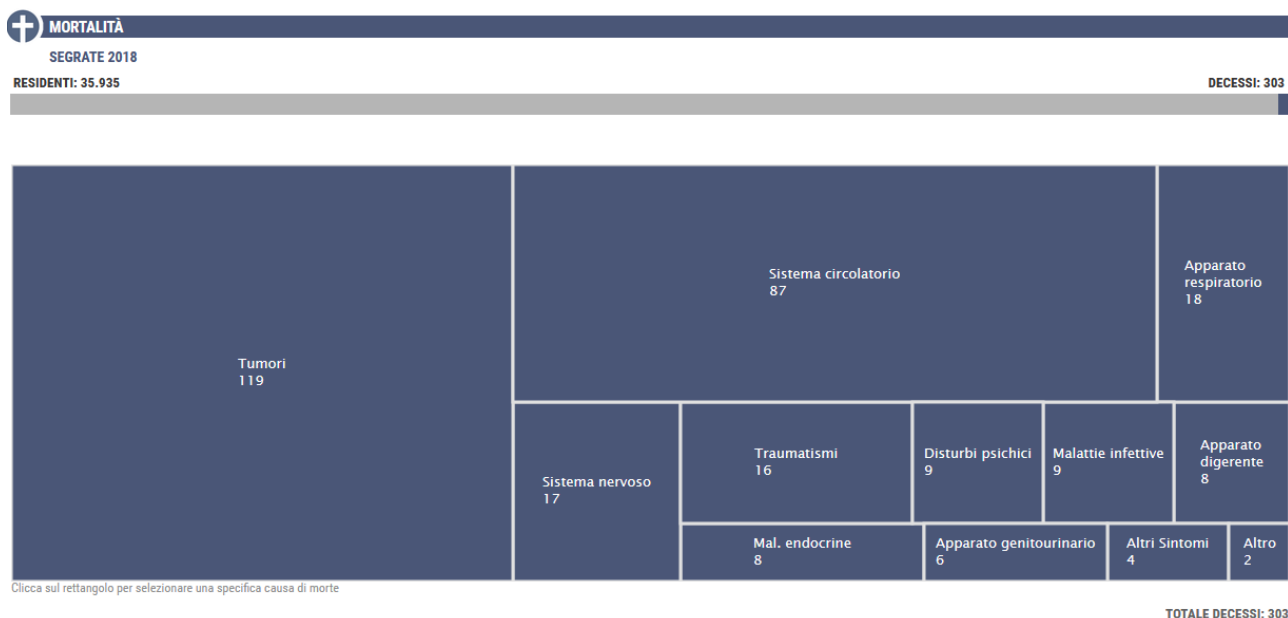 MORTALITÀ
SEGRATE 2018
RESIDENTI: 35.935
DECESSI: 303
Tumori
119
Sistema circolatorio
87
Apparato
respiratorio
18
Sistema nervoso
17
Traumatismi
16
Disturbi psichici
9
Malattie infettive
9
Apparato
digerente
8
Mal. endocrine
8
Apparato genitourinario
6
Altri Sintomi
4
Altro
2
Clicca sul rettangolo per selezionare una specifica causa di morte
TOTALE DECESSI: 303